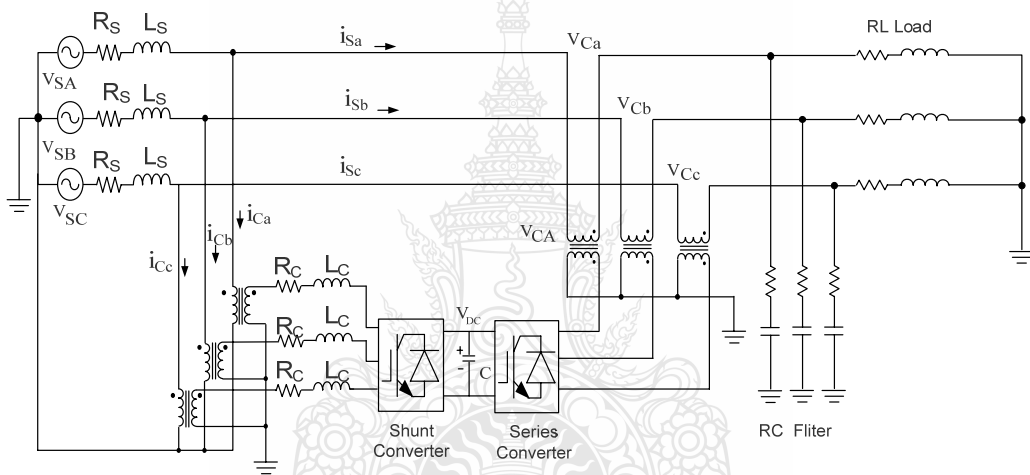 R_S L_S i_Sa V_Ca RL Load
V_SA
R_S L_S i_Sb V_Cb
V_SB
R_S L_S i_Sc V_Cc
V_SC
i_Ca
i_Cb
i_Cc
V_CA
R_C L_C
R_C L_C
R_C L_C
V_DC
+
-
C
Shunt
Converter
Series
Converter
RC Fliter